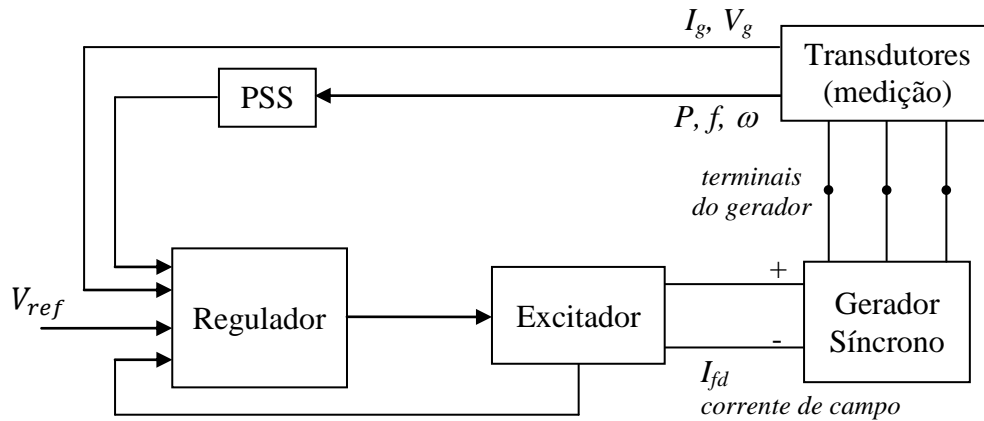 I_g, V_g
Transdutores
(medição)
PSS
P, f, ω
terminais
do gerador
V_ref
Regulador
Excitador
+
-
Gerador
Síncrono
I_fd
corrente de campo